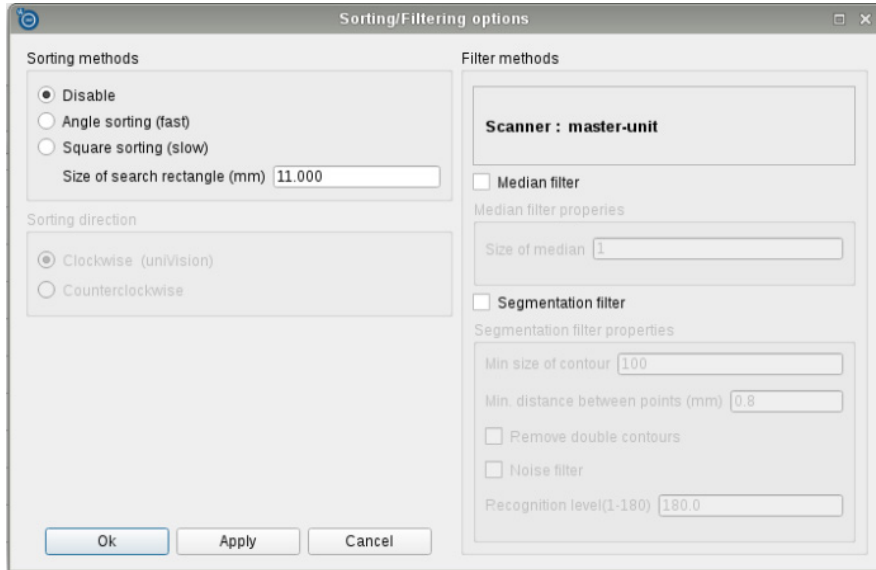 Sorting/Filtering options
Sorting methods
Disable
Angle sorting (fast)
Square sorting (slow)
Size of search rectangle (mm) 11.000
Sorting direction
Clockwise (uniVision)
Counterclockwise
Filter methods
Scanner : master-unit
Median filter
Median filter properies
Size of median 1
Segmentation filter
Segmentation filter properties
Min size of contour 100
Min. distance between points (mm) 0.8
Remove double contours
Noise filter
Recognition level(1-180) 180.0
Ok Apply Cancel